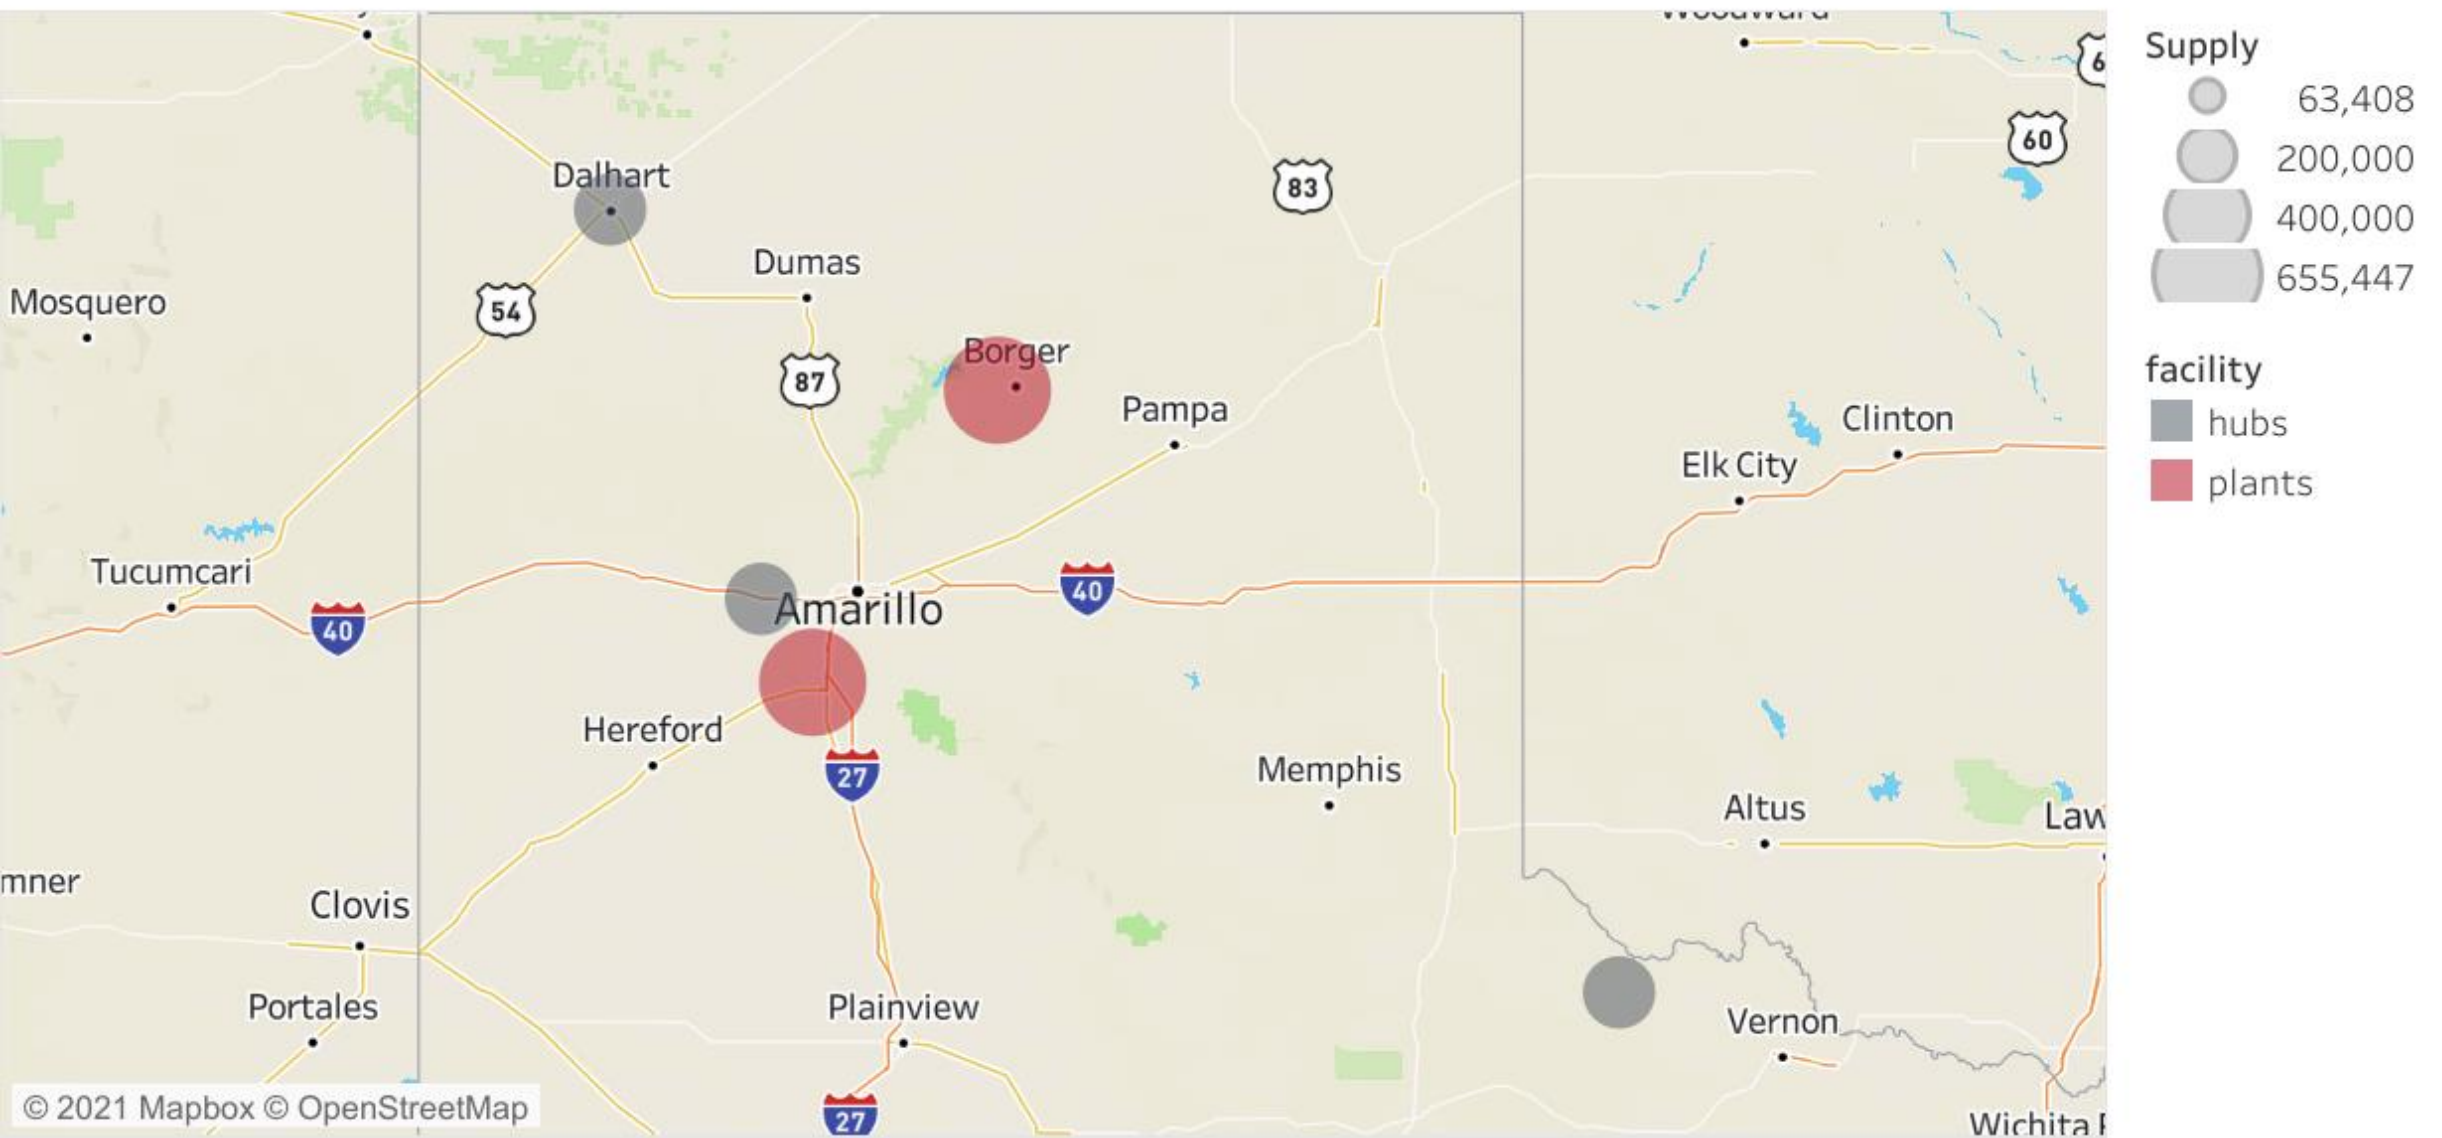 Supply
63,408
200,000
400,000
655,447
facility
hubs
plants
60
83
Dalhart
Dumas
Mosquero
54
Borger
87
Pampa
Clinton
Elk City
Tucumcari
40
Amarillo
40
Hereford
27
Memphis
Altus
Law
mner
Clovis
Portales
Plainview
Vernon
27
Wichita
© 2021 Mapbox © OpenStreetMap